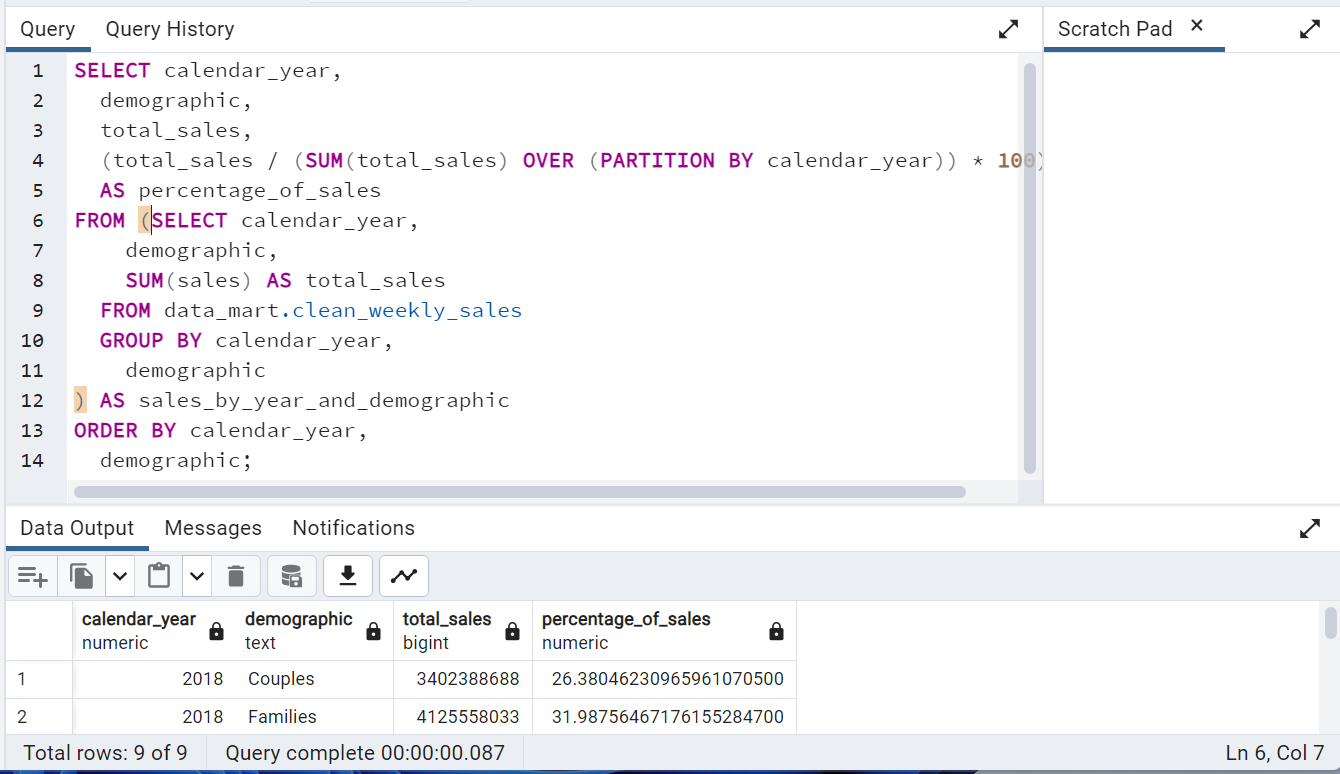 Query Query History Scratch Pad ×
1 SELECT calendar_year,
2 demographic,
3 total_sales,
4 (total_sales / (SUM(total_sales) OVER (PARTITION BY calendar_year)) * 100)
5 AS percentage_of_sales
6 FROM (SELECT calendar_year,
7 demographic,
8 SUM(sales) AS total_sales
9 FROM data_mart.clean_weekly_sales
10 GROUP BY calendar_year,
11 demographic
12 ) AS sales_by_year_and_demographic
13 ORDER BY calendar_year,
14 demographic;
Data Output Messages Notifications
calendar_year demographic total_sales percentage_of_sales
numeric text bigint numeric
1 2018 Couples 3402388688 26.38046230965961070500
2 2018 Families 4125558033 31.98756467176155284700
Total rows: 9 of 9 Query complete 00:00:00.087 Ln 6, Col 7